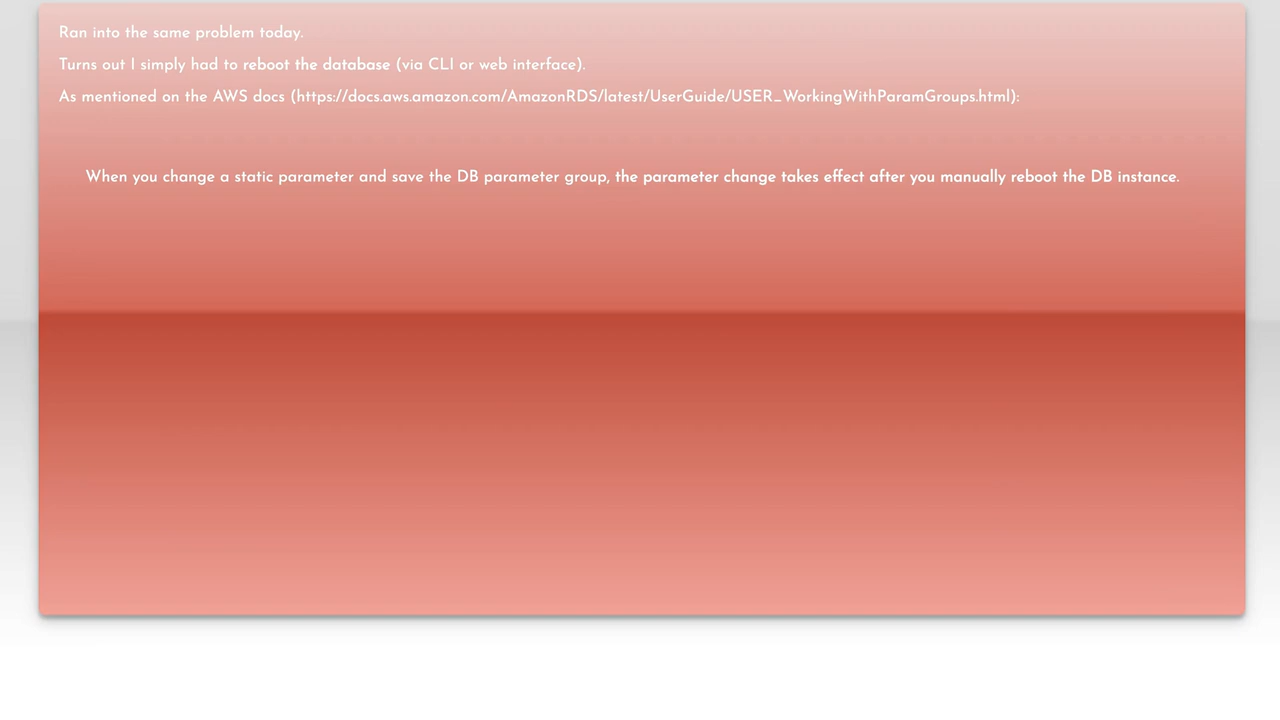 Ran into the same problem today.
Turns out I simply had to reboot the database (via CLI or web interface).
As mentioned on the AWS docs (https://docs.aws.amazon.com/AmazonRDS/latest/UserGuide/USER_WorkingWithParamGroups.html):
When you change a static parameter and save the DB parameter group, the parameter change takes effect after you manually reboot the DB instance.